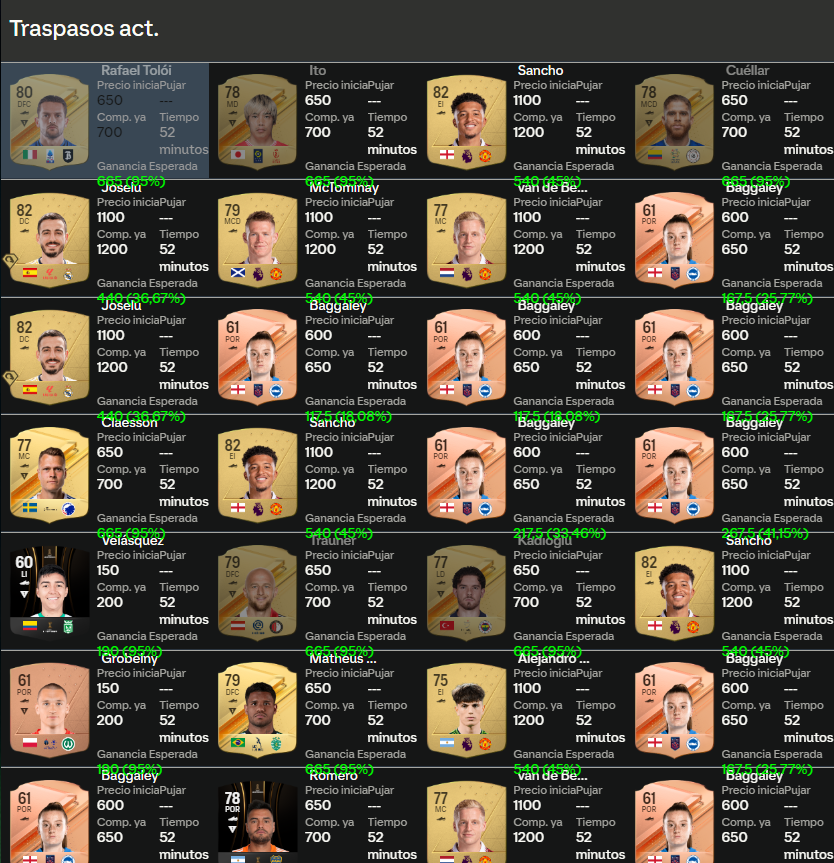 Traspasos act.
80 DFC Rafael Tolói
Precio inicia Pujar
650 ---
Comp. ya Tiempo
700 52 minutos
Ganancia Esperada
665 (95%)
78 MD Ito
Precio inicia Pujar
650 ---
Comp. ya Tiempo
700 52 minutos
Ganancia Esperada
665 (95%)
82 EI Sancho
Precio inicia Pujar
1100 ---
Comp. ya Tiempo
1200 52 minutos
Ganancia Esperada
540 (45%)
78 MCD Cuéllar
Precio inicia Pujar
650 ---
Comp. ya Tiempo
700 52 minutos
Ganancia Esperada
665 (95%)
82 DC Joselu
Precio inicia Pujar
1100 ---
Comp. ya Tiempo
1200 52 minutos
Ganancia Esperada
440 (36,67%)
79 MCD McTominay
Precio inicia Pujar
1100 ---
Comp. ya Tiempo
1200 52 minutos
Ganancia Esperada
540 (45%)
77 MC Van de Be...
Precio inicia Pujar
1100 ---
Comp. ya Tiempo
1200 52 minutos
Ganancia Esperada
540 (45%)
61 POR Baggaley
Precio inicia Pujar
600 ---
Comp. ya Tiempo
650 52 minutos
Ganancia Esperada
167.5 (25,77%)
82 DC Joselu
Precio inicia Pujar
1100 ---
Comp. ya Tiempo
1200 52 minutos
Ganancia Esperada
440 (36,67%)
61 POR Baggaley
Precio inicia Pujar
600 ---
Comp. ya Tiempo
650 52 minutos
Ganancia Esperada
117.5 (18,08%)
61 POR Baggaley
Precio inicia Pujar
600 ---
Comp. ya Tiempo
650 52 minutos
Ganancia Esperada
117.5 (18,08%)
61 POR Baggaley
Precio inicia Pujar
600 ---
Comp. ya Tiempo
650 52 minutos
Ganancia Esperada
167.5 (25,77%)
77 MC Claesson
Precio inicia Pujar
650 ---
Comp. ya Tiempo
700 52 minutos
Ganancia Esperada
665 (95%)
82 EI Sancho
Precio inicia Pujar
1100 ---
Comp. ya Tiempo
1200 52 minutos
Ganancia Esperada
540 (45%)
61 POR Baggaley
Precio inicia Pujar
600 ---
Comp. ya Tiempo
650 52 minutos
Ganancia Esperada
217.5 (33,46%)
61 POR Baggaley
Precio inicia Pujar
600 ---
Comp. ya Tiempo
650 52 minutos
Ganancia Esperada
267.5 (41,15%)
60 LI Velásquez
Precio inicia Pujar
150 ---
Comp. ya Tiempo
200 52 minutos
Ganancia Esperada
190 (95%)
79 DFC Trauner
Precio inicia Pujar
650 ---
Comp. ya Tiempo
700 52 minutos
Ganancia Esperada
665 (95%)
77 LD Kadıoğlu
Precio inicia Pujar
650 ---
Comp. ya Tiempo
700 52 minutos
Ganancia Esperada
665 (95%)
82 EI Sancho
Precio inicia Pujar
1100 ---
Comp. ya Tiempo
1200 52 minutos
Ganancia Esperada
540 (45%)
61 POR Grobelny
Precio inicia Pujar
150 ---
Comp. ya Tiempo
200 52 minutos
Ganancia Esperada
190 (95%)
79 DFC Matheus ...
Precio inicia Pujar
650 ---
Comp. ya Tiempo
700 52 minutos
Ganancia Esperada
665 (95%)
75 EI Alejandro ...
Precio inicia Pujar
1100 ---
Comp. ya Tiempo
1200 52 minutos
Ganancia Esperada
540 (45%)
61 POR Baggaley
Precio inicia Pujar
600 ---
Comp. ya Tiempo
650 52 minutos
Ganancia Esperada
167.5 (25,77%)
61 POR Baggaley
Precio inicia Pujar
600 ---
Comp. ya Tiempo
650 52 minutos
78 POR Romero
Precio inicia Pujar
650 ---
Comp. ya Tiempo
700 52 minutos
77 MC Van de Be...
Precio inicia Pujar
1100 ---
Comp. ya Tiempo
1200 52 minutos
61 POR Baggaley
Precio inicia Pujar
600 ---
Comp. ya Tiempo
650 52 minutos